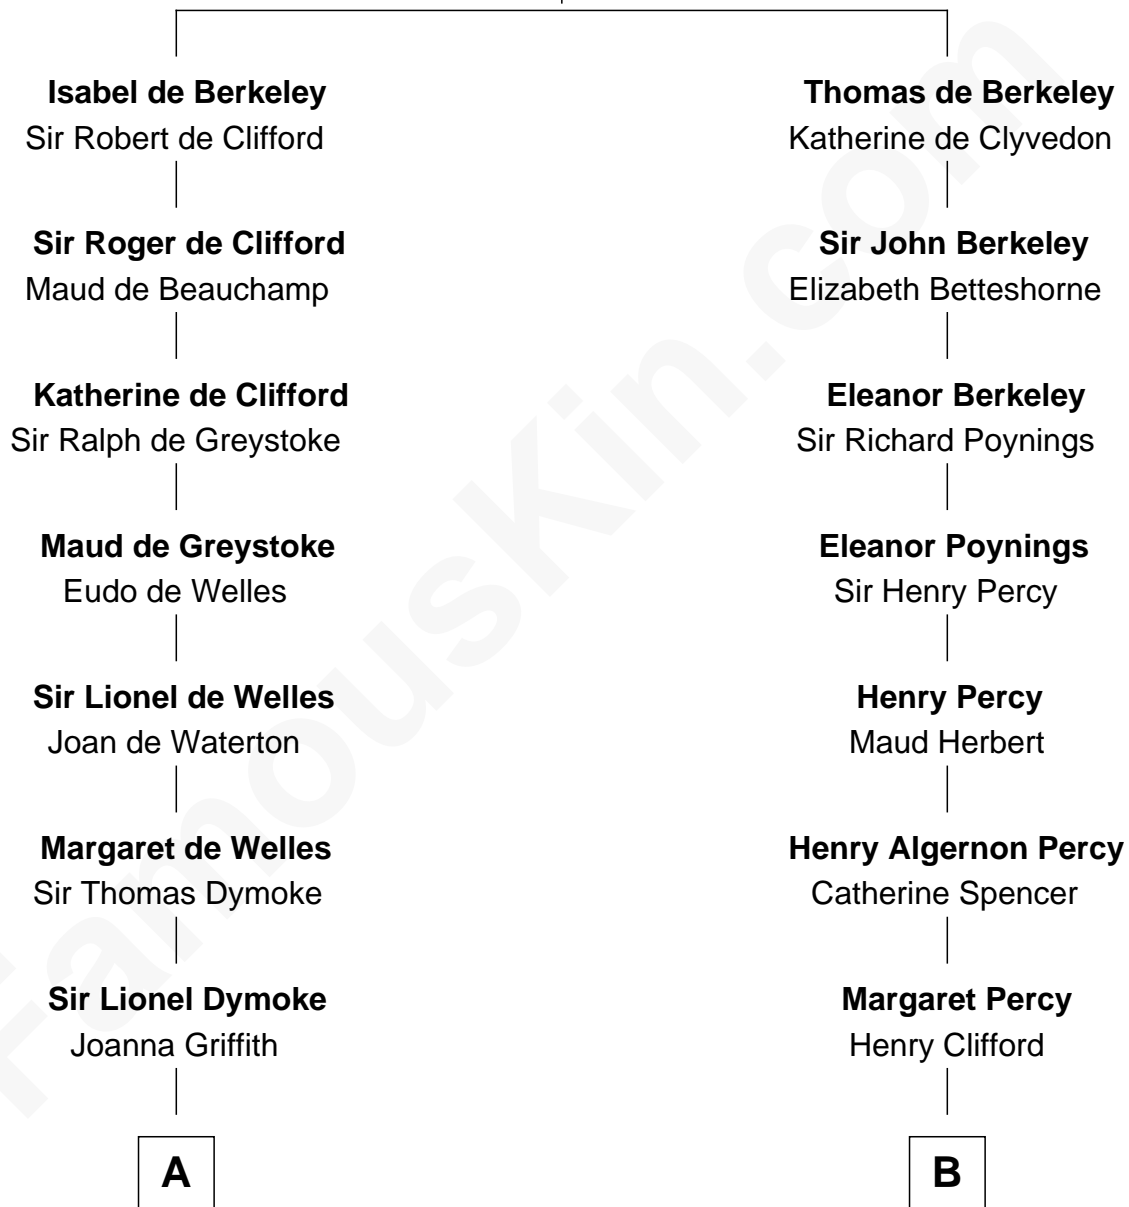 Isabel de Berkeley
Sir Robert de Clifford
Sir Roger de Clifford
Maud de Beauchamp
Katherine de Clifford
Sir Ralph de Greystoke
Maud de Greystoke
Eudo de Welles
Sir Lionel de Welles
Joan de Waterton
Margaret de Welles
Sir Thomas Dymoke
Sir Lionel Dymoke
Joanna Griffith
A
Thomas de Berkeley
Katherine de Clyvedon
Sir John Berkeley
Elizabeth Betteshorne
Eleanor Berkeley
Sir Richard Poynings
Eleanor Poynings
Sir Henry Percy
Henry Percy
Maud Herbert
Henry Algernon Percy
Catherine Spencer
Margaret Percy
Henry Clifford
B
FamousKin.com